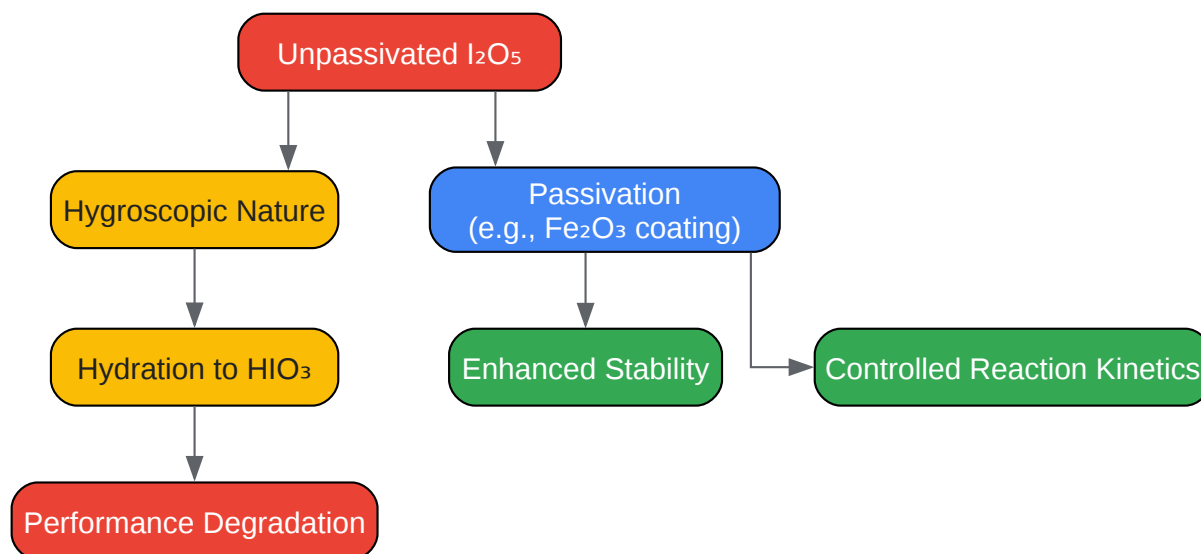 Unpassivated I₂O₅
Hygroscopic Nature
Passivation
(e.g., Fe₂O₃ coating)
Hydration to HIO₃
Enhanced Stability
Controlled Reaction Kinetics
Performance Degradation